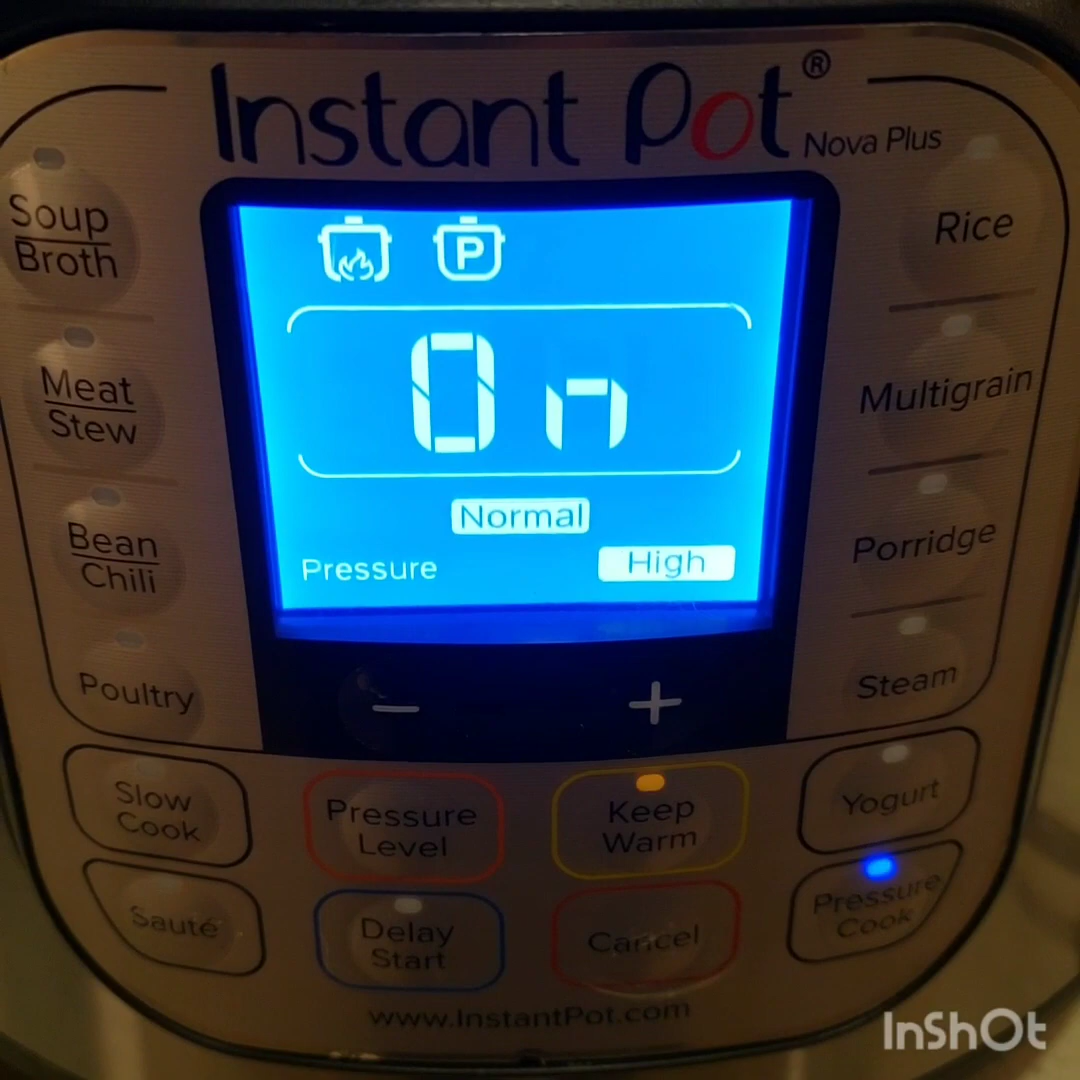 Instant Pot®
Nova Plus
Soup
Broth
Meat
Stew
Bean
Chili
Poultry
Rice
Multigrain
Porridge
Steam
P
On
Normal
Pressure High
− +
Slow
Cook
Pressure
Level
Keep
Warm
Yogurt
Sauté
Delay
Start
Cancel
Pressure
Cook
www.InstantPot.com
InShOt